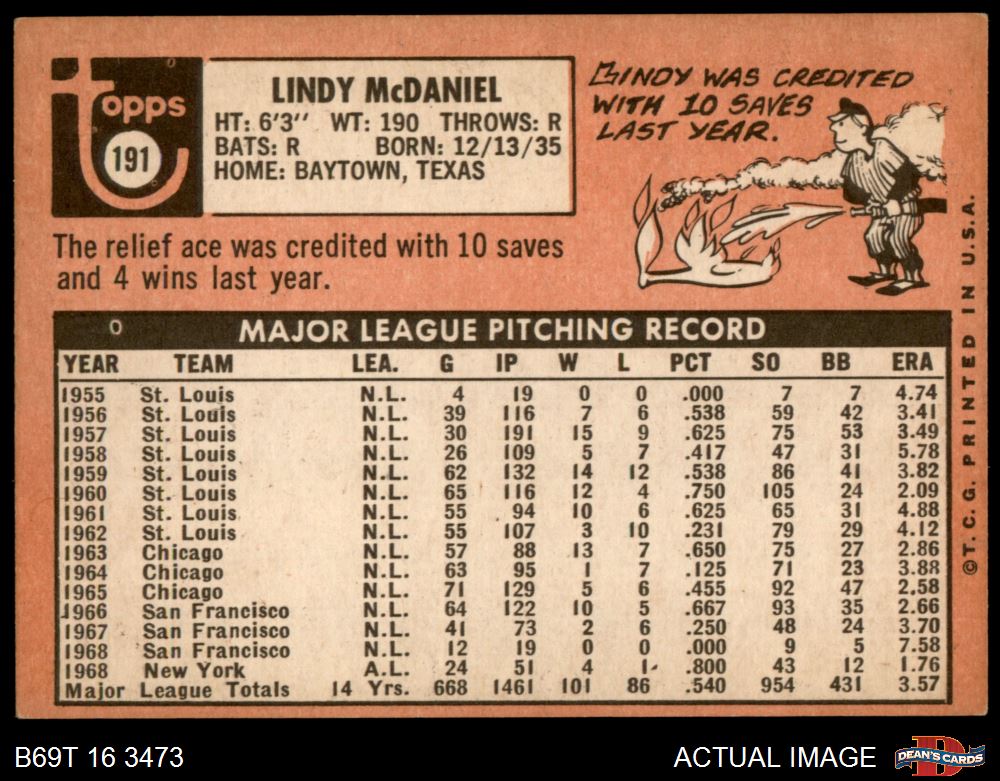 Topps
191
LINDY McDANIEL
HT: 6'3" WT: 190 THROWS: R
BATS: R BORN: 12/13/35
HOME: BAYTOWN, TEXAS
LINDY WAS CREDITED
WITH 10 SAVES
LAST YEAR.
The relief ace was credited with 10 saves
and 4 wins last year.
MAJOR LEAGUE PITCHING RECORD
YEAR TEAM LEA. G IP W L PCT SO BB ERA
1955 St. Louis N.L. 4 19 0 0 .000 7 7 4.74
1956 St. Louis N.L. 39 116 7 6 .538 59 42 3.41
1957 St. Louis N.L. 30 191 15 9 .625 75 53 3.49
1958 St. Louis N.L. 26 109 5 7 .417 47 31 5.78
1959 St. Louis N.L. 62 132 14 12 .538 86 41 3.82
1960 St. Louis N.L. 65 116 12 4 .750 105 24 2.09
1961 St. Louis N.L. 55 94 10 6 .625 65 31 4.88
1962 St. Louis N.L. 55 107 3 10 .231 79 29 4.12
1963 Chicago N.L. 57 88 13 7 .650 75 27 2.86
1964 Chicago N.L. 63 95 1 7 .125 71 23 3.88
1965 Chicago N.L. 71 129 5 6 .455 92 47 2.58
1966 San Francisco N.L. 64 122 10 5 .667 93 35 2.66
1967 San Francisco N.L. 41 73 2 6 .250 48 24 3.70
1968 San Francisco N.L. 12 19 0 0 .000 9 5 7.58
1968 New York A.L. 24 51 4 1 .800 43 12 1.76
Major League Totals 14 Yrs. 668 1461 101 86 .540 954 431 3.57
©T. C. G. PRINTED IN U.S.A.
B69T 16 3473
ACTUAL IMAGE
D
DEAN'S CARDS